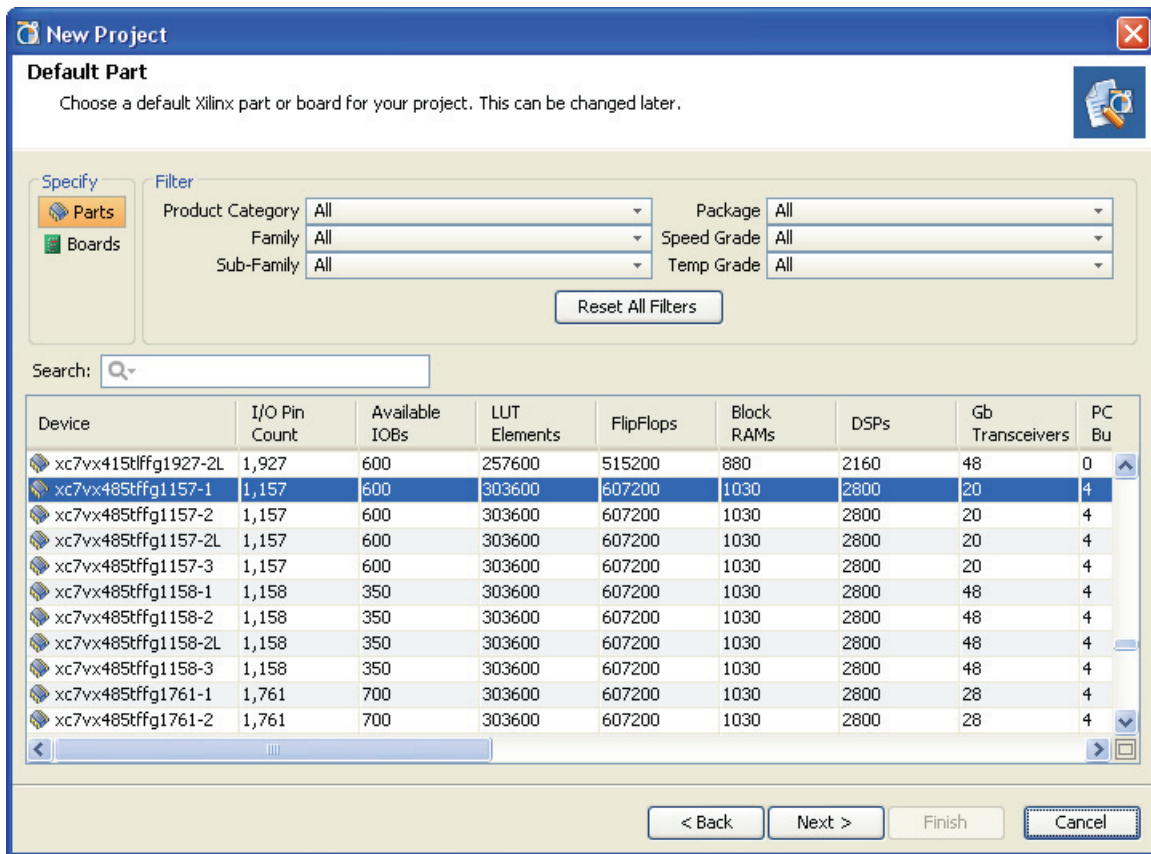 New Project
Default Part
Choose a default Xilinx part or board for your project. This can be changed later.
Specify
Parts
Boards
Filter
Product Category All
Package All
Family All
Speed Grade All
Sub-Family All
Temp Grade All
Reset All Filters
Search:
Device I/O Pin Count Available IOBs LUT Elements FlipFlops Block RAMs DSPs Gb Transceivers PC Bu
xc7vx415tlffg1927-2L 1,927 600 257600 515200 880 2160 48 0
xc7vx485tffg1157-1 1,157 600 303600 607200 1030 2800 20 4
xc7vx485tffg1157-2 1,157 600 303600 607200 1030 2800 20 4
xc7vx485tffg1157-2L 1,157 600 303600 607200 1030 2800 20 4
xc7vx485tffg1157-3 1,157 600 303600 607200 1030 2800 20 4
xc7vx485tffg1158-1 1,158 350 303600 607200 1030 2800 48 4
xc7vx485tffg1158-2 1,158 350 303600 607200 1030 2800 48 4
xc7vx485tffg1158-2L 1,158 350 303600 607200 1030 2800 48 4
xc7vx485tffg1158-3 1,158 350 303600 607200 1030 2800 48 4
xc7vx485tffg1761-1 1,761 700 303600 607200 1030 2800 28 4
xc7vx485tffg1761-2 1,761 700 303600 607200 1030 2800 28 4
< Back Next > Finish Cancel